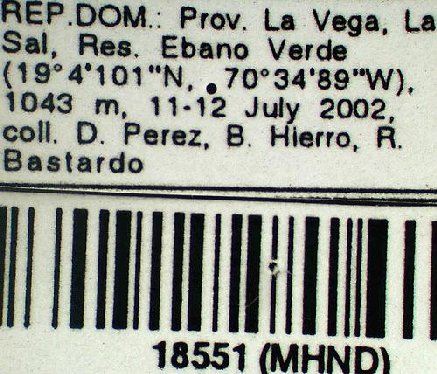 REP.DOM.: Prov. La Vega, La
Sal, Res. Ebano Verde
(19°4'101"N, 70°34'89"W),
1043 m, 11-12 July 2002,
coll. D. Perez, B. Hierro, R.
Bastardo
18551 (MHND)